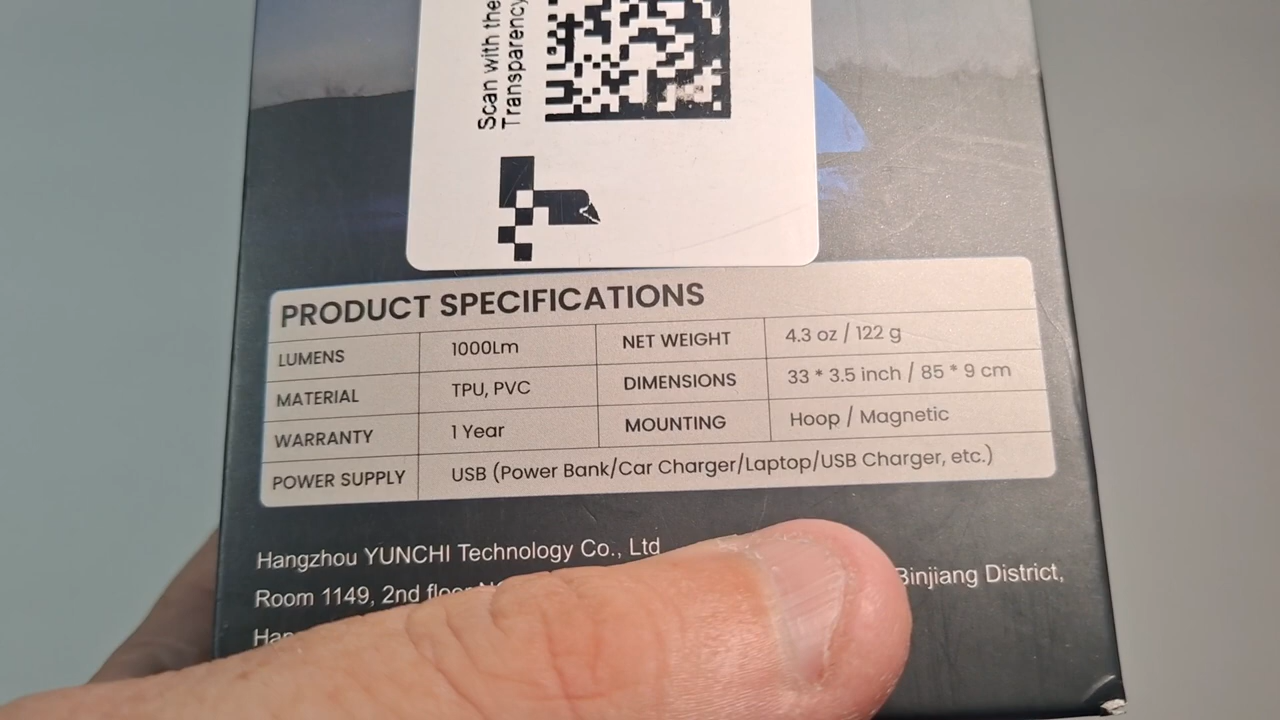 Scan with the
Transparency
PRODUCT SPECIFICATIONS
LUMENS 1000Lm NET WEIGHT 4.3 oz / 122 g
MATERIAL TPU, PVC DIMENSIONS 33 * 3.5 inch / 85 * 9 cm
WARRANTY 1 Year MOUNTING Hoop / Magnetic
POWER SUPPLY USB (Power Bank/Car Charger/Laptop/USB Charger, etc.)
Hangzhou YUNCHI Technology Co., Ltd
Room 1149, 2nd floor Binjiang District,